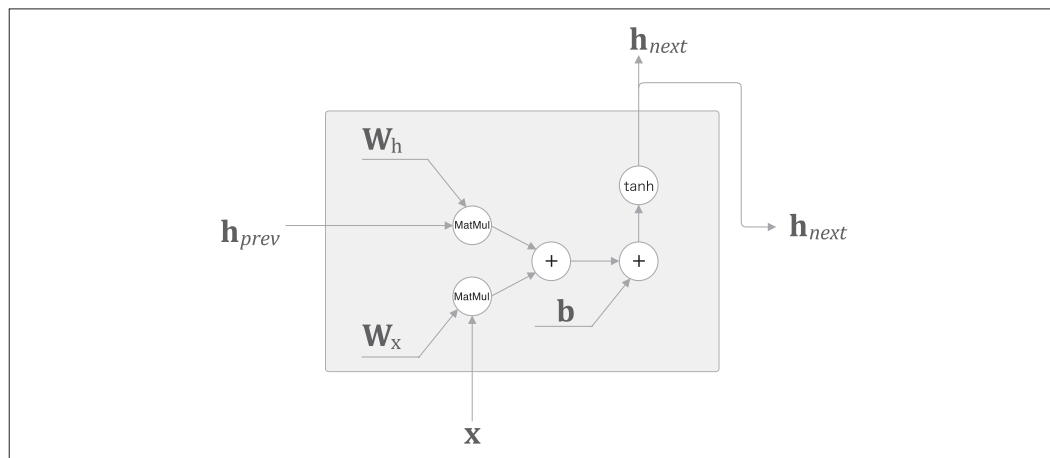 h_next
W_h
tanh
h_prev
MatMul
h_next
+
+
MatMul
b
W_x
x